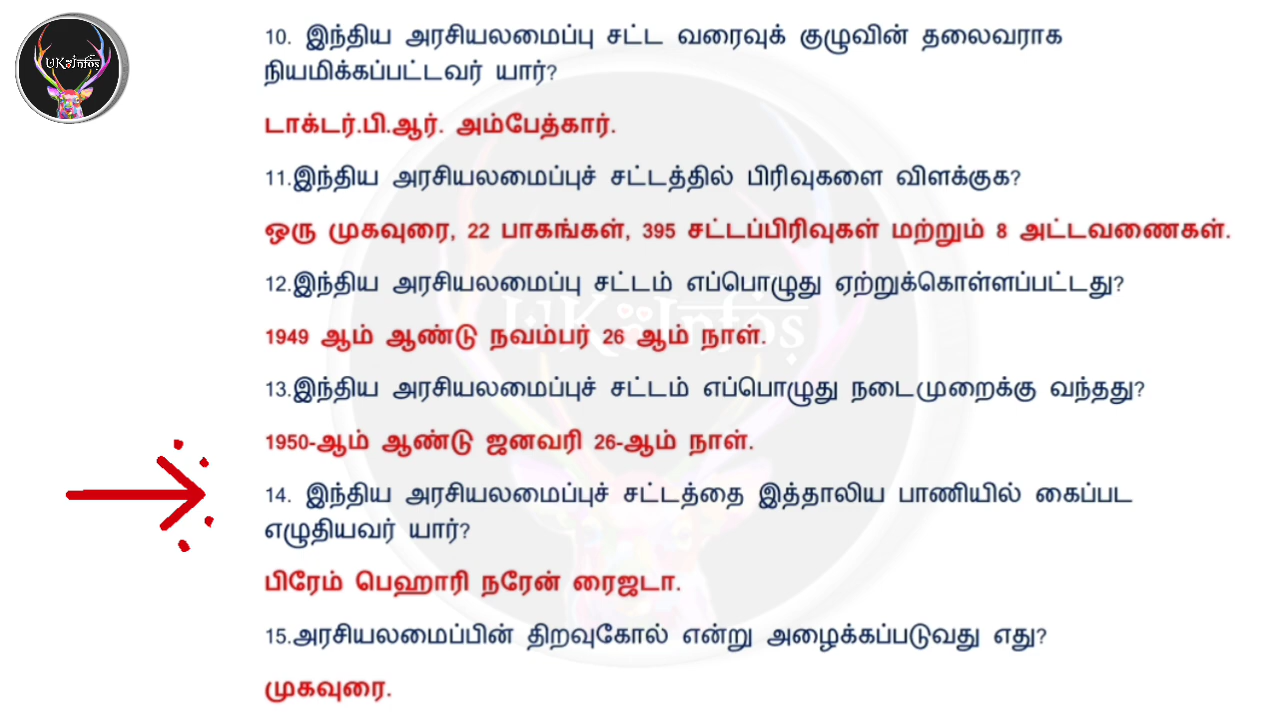 UK Infos
10. இந்திய அரசியலமைப்பு சட்ட வரைவுக் குழுவின் தலைவராக
நியமிக்கப்பட்டவர் யார்?
டாக்டர்.பி.ஆர். அம்பேத்கார்.
11.இந்திய அரசியலமைப்புச் சட்டத்தில் பிரிவுகளை விளக்குக?
ஒரு முகவுரை, 22 பாகங்கள், 395 சட்டப்பிரிவுகள் மற்றும் 8 அட்டவணைகள்.
12.இந்திய அரசியலமைப்பு சட்டம் எப்பொழுது ஏற்றுக்கொள்ளப்பட்டது?
UK Infos
1949 ஆம் ஆண்டு நவம்பர் 26 ஆம் நாள்.
13.இந்திய அரசியலமைப்புச் சட்டம் எப்பொழுது நடைமுறைக்கு வந்தது?
1950-ஆம் ஆண்டு ஜனவரி 26-ஆம் நாள்.
14. இந்திய அரசியலமைப்புச் சட்டத்தை இத்தாலிய பாணியில் கைப்பட
எழுதியவர் யார்?
பிரேம் பெஹாரி நரேன் ரைஜடா.
15.அரசியலமைப்பின் திறவுகோல் என்று அழைக்கப்படுவது எது?
முகவுரை.